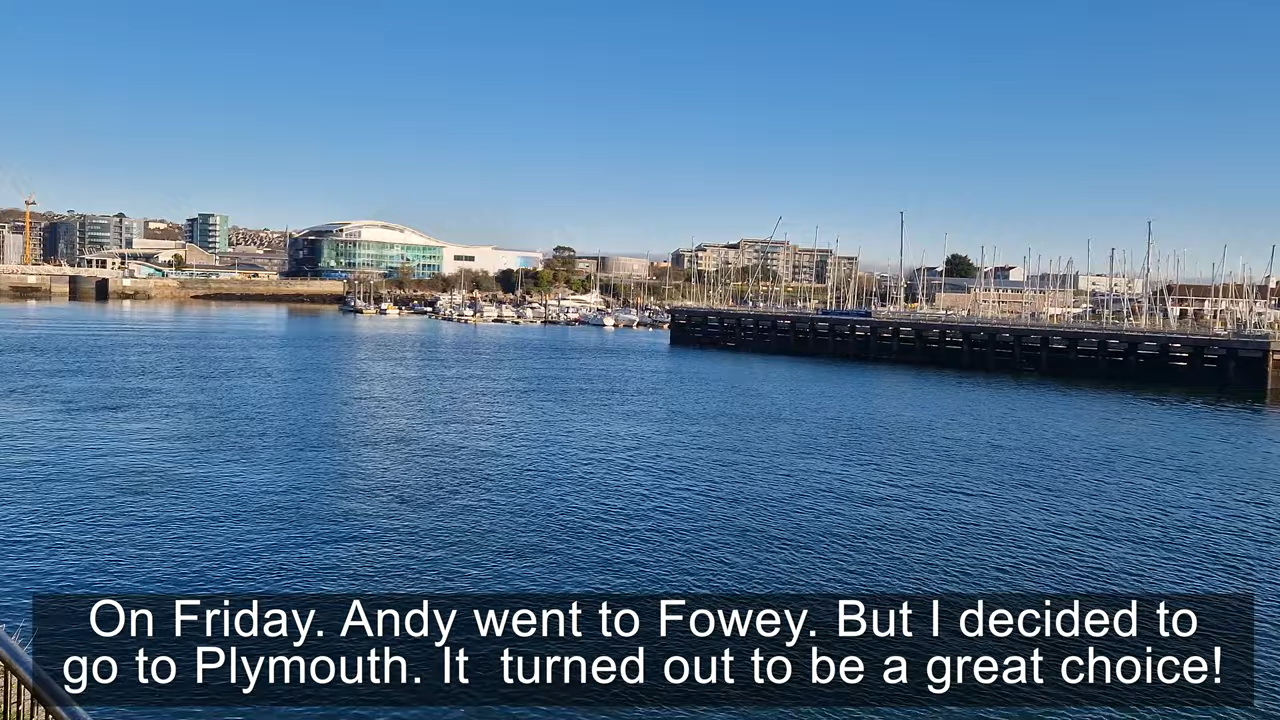 On Friday. Andy went to Fowey. But I decided to
go to Plymouth. It  turned out to be a great choice!